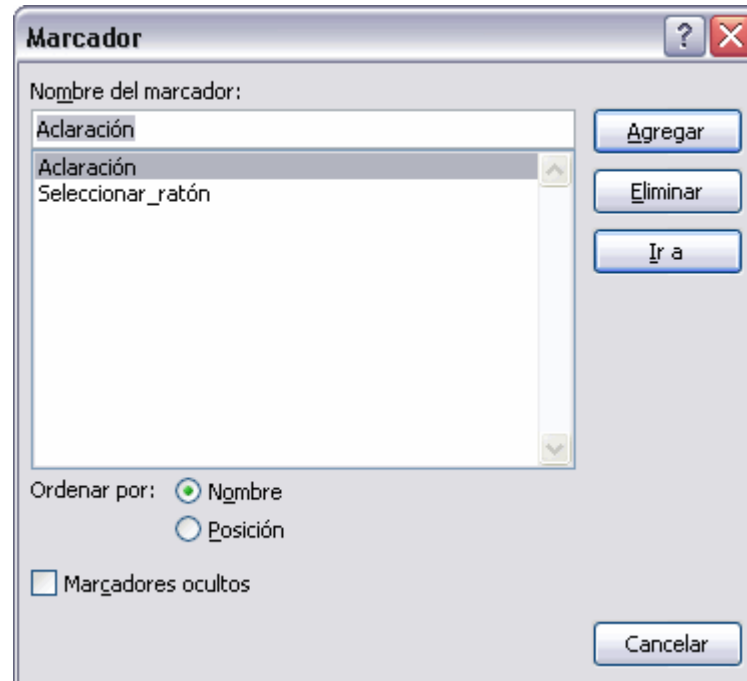 Marcador
Nombre del marcador:
Aclaración
Agregar
Aclaración
Seleccionar_ratón
Eliminar
Ir a
Ordenar por:
Nombre
Posición
Marcadores ocultos
Cancelar